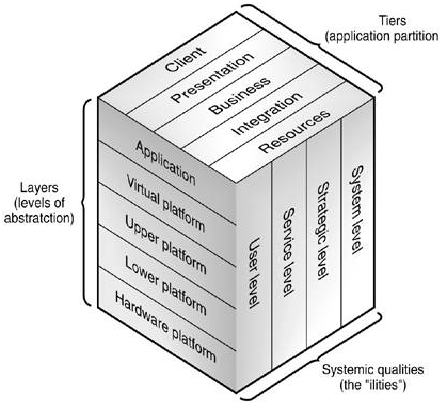 Tiers
(application partition
Client
Presentation
Business
Integration
Resources
Layers
(levels of
abstratction)
Application
Virtual platform
Upper platform
Lower platform
Hardware platform
User level
Service level
Strategic level
System level
Systemic qualities
(the "ilities")